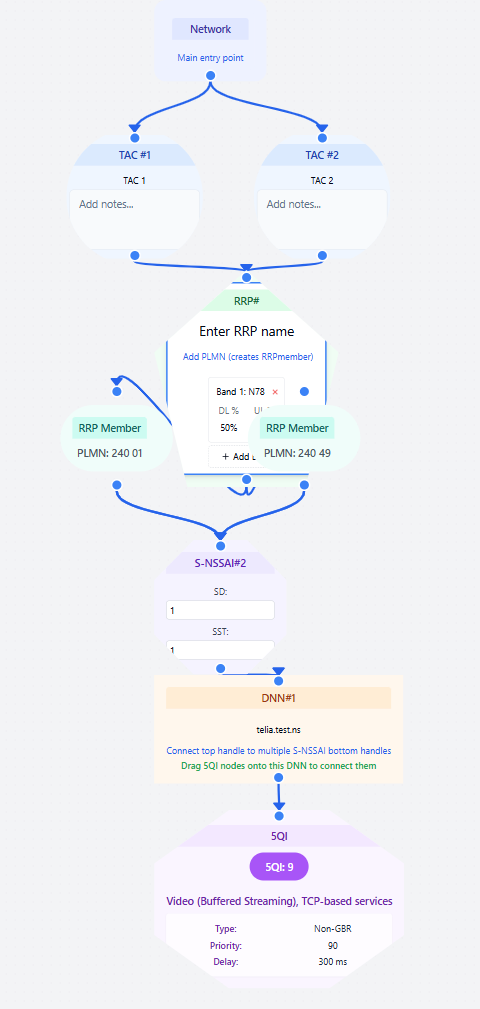 Network
Main entry point
TAC #1
TAC 1
Add notes...
TAC #2
TAC 2
Add notes...
RRP#
Enter RRP name
Add PLMN (creates RRPmember)
Band 1: N78 ×
DL %
50%
+ Add
RRP Member
PLMN: 240 01
RRP Member
PLMN: 240 49
S-NSSAI#2
SD:
1
SST:
1
DNN#1
telia.test.ns
Connect top handle to multiple S-NSSAI bottom handles
Drag 5QI nodes onto this DNN to connect them
5QI
5QI: 9
Video (Buffered Streaming), TCP-based services
Type: Non-GBR
Priority: 90
Delay: 300 ms